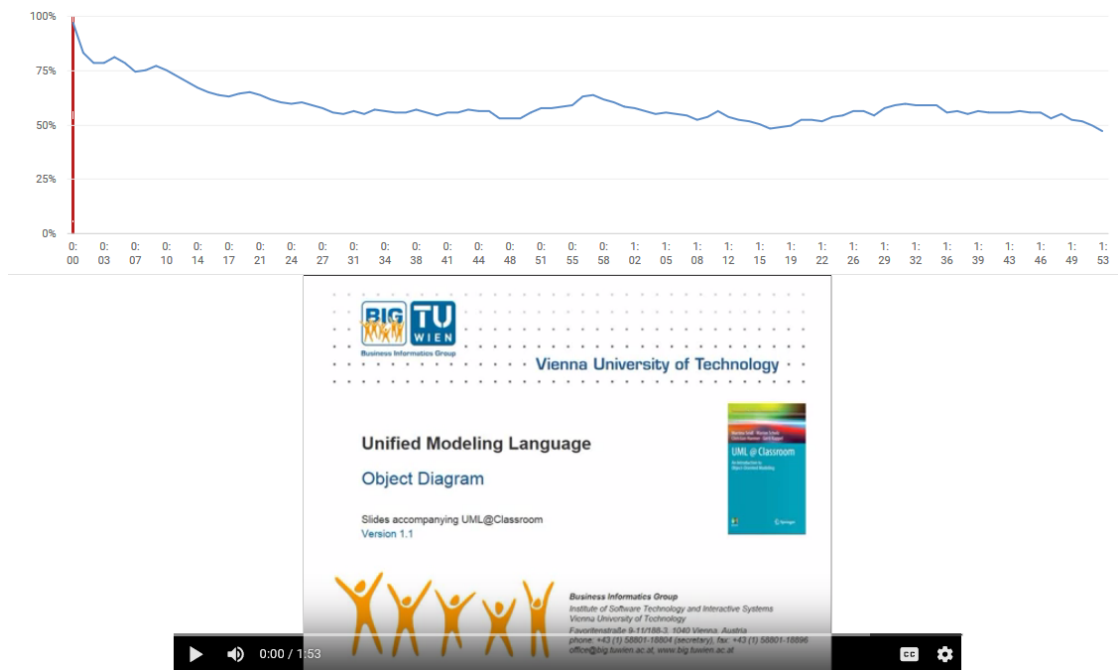 100%
75%
50%
25%
0%
0:00 0:03 0:07 0:10 0:14 0:17 0:21 0:24 0:27 0:31 0:34 0:38 0:41 0:44 0:48 0:51 0:55 0:58 1:02 1:05 1:08 1:12 1:15 1:19 1:22 1:26 1:29 1:32 1:36 1:39 1:43 1:46 1:49 1:53
BIG TU
WIEN
Business Informatics Group
Vienna University of Technology
Unified Modeling Language
Object Diagram
Slides accompanying UML@Classroom
Version 1.1
UML @ Classroom
An Introduction to
Object-Oriented Modeling
Springer
Business Informatics Group
Institute of Software Technology and Interactive Systems
Vienna University of Technology
Favoritenstraße 9-11/188-3, 1040 Vienna, Austria
phone: +43 (1) 58801-18804 (secretary), fax: +43 (1) 58801-18896
office@big.tuwien.ac.at, www.big.tuwien.ac.at
0:00 / 1:53
CC